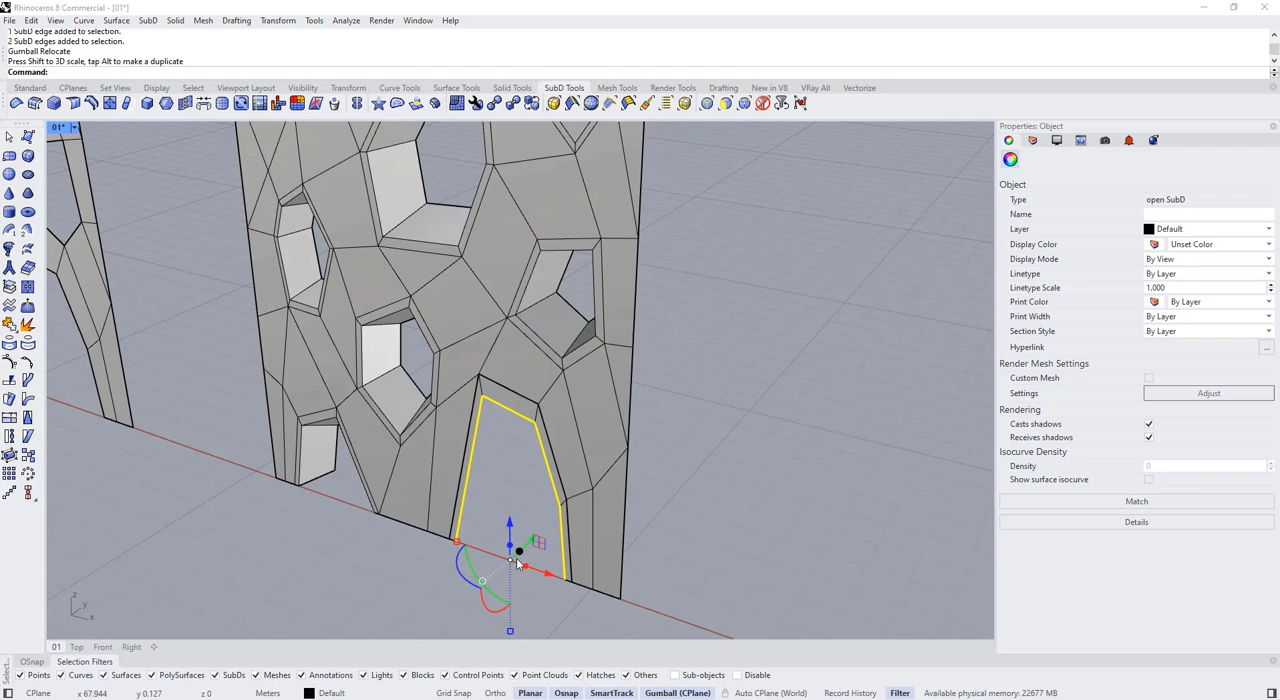 Rhinoceros 8 Commercial - [01*]
File Edit View Curve Surface SubD Solid Mesh Drafting Transform Tools Analyze Render Window Help
1 SubD edge added to selection.
2 SubD edges added to selection.
Gumball Relocate
Press Shift to 3D scale, tap Alt to make a duplicate
Command:
Standard CPlanes Set View Display Select Viewport Layout Visibility Transform Curve Tools Surface Tools Solid Tools SubD Tools Mesh Tools Render Tools Drafting New in V8 VRay All Vectorize
01*
Properties: Object
Object
Type open SubD
Name
Layer Default
Display Color Unset Color
Display Mode By View
Linetype By Layer
Linetype Scale 1.000
Print Color By Layer
Print Width By Layer
Section Style By Layer
Hyperlink ...
Render Mesh Settings
Custom Mesh
Settings Adjust
Rendering
Casts shadows
Receives shadows
Isocurve Density
Density 0
Show surface isocurve
Match
Details
z
y
x
01 Top Front Right
OSnap Selection Filters
Select...
Points Curves Surfaces PolySurfaces SubDs Meshes Annotations Lights Blocks Control Points Point Clouds Hatches Others Sub-objects Disable
CPlane x 67.944 y 0.127 z 0 Meters Default Grid Snap Ortho Planar Osnap SmartTrack Gumball (CPlane) Auto CPlane (World) Record History Filter Available physical memory: 22677 MB